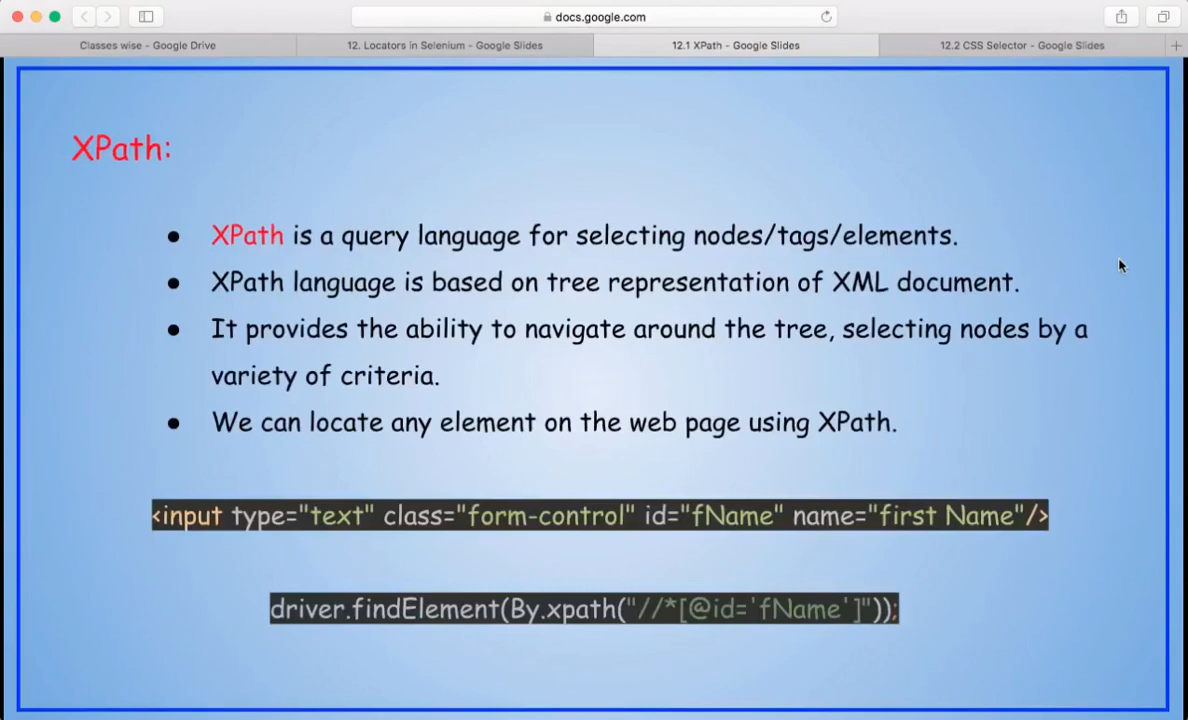 docs.google.com
Classes wise - Google Drive
12. Locators in Selenium - Google Slides
12.1 XPath - Google Slides
12.2 CSS Selector - Google Slides
XPath:
● XPath is a query language for selecting nodes/tags/elements.
● XPath language is based on tree representation of XML document.
● It provides the ability to navigate around the tree, selecting nodes by a
variety of criteria.
● We can locate any element on the web page using XPath.
<input type="text" class="form-control" id="fName" name="first Name"/>
driver.findElement(By.xpath("//*[@id='fName']"));